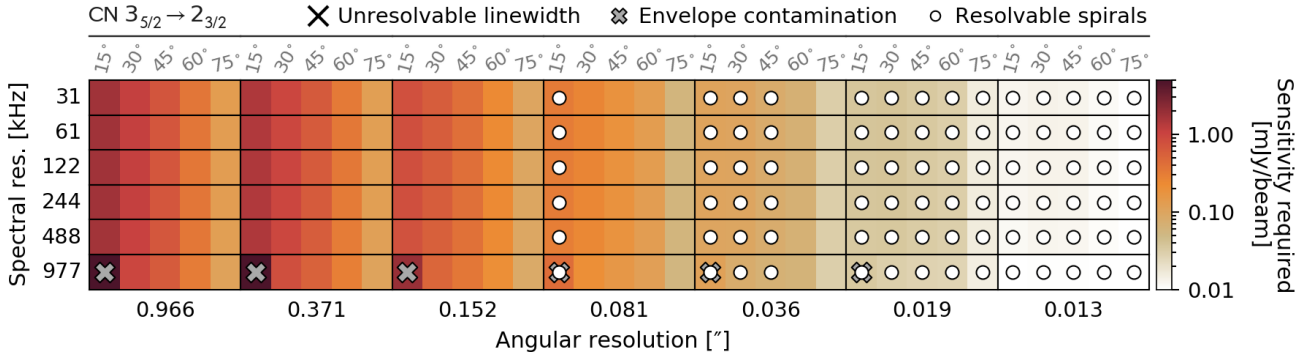 CN 3₅/₂→2₃/₂ Unresolvable linewidth Envelope contamination Resolvable spirals
15° 30° 45° 60° 75° 15° 30° 45° 60° 75° 15° 30° 45° 60° 75° 15° 30° 45° 60° 75° 15° 30° 45° 60° 75° 15° 30° 45° 60° 75° 15° 30° 45° 60° 75°
Spectral res. [kHz]
31
61
122
244
488
977
0.966 0.371 0.152 0.081 0.036 0.019 0.013
Angular resolution [″]
1.00
0.10
0.01
Sensitivity required
[mJy/beam]